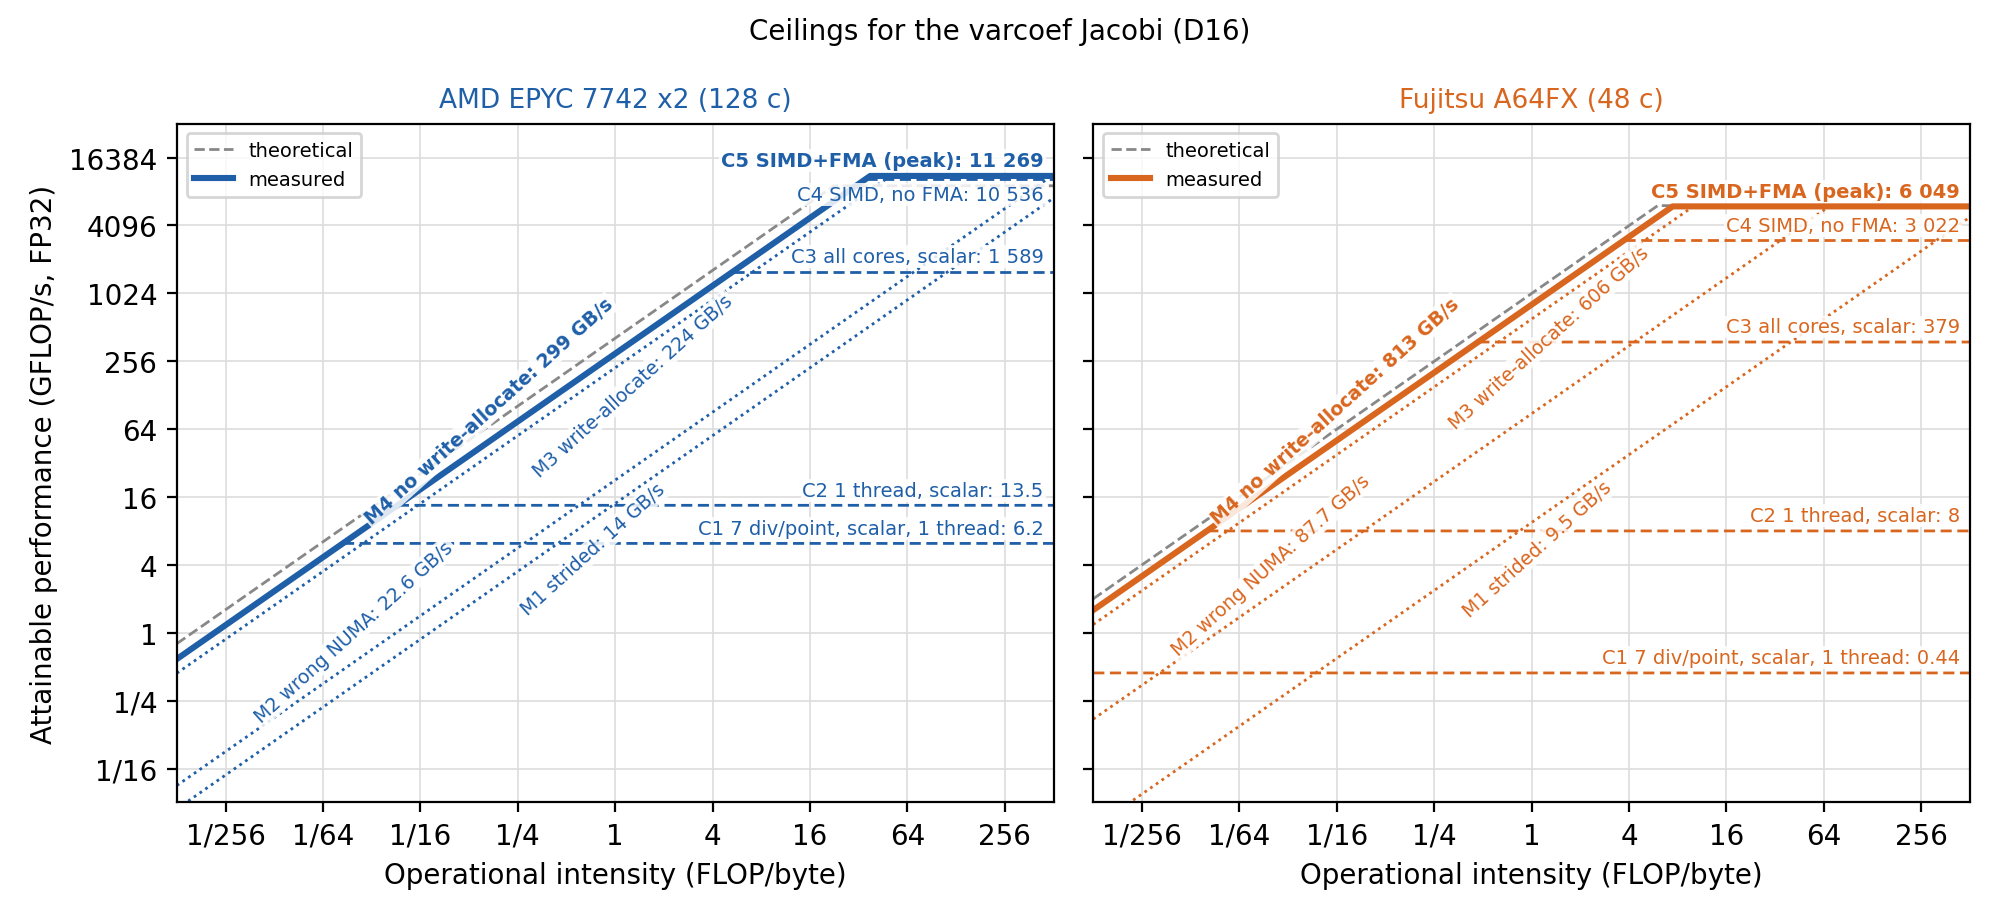 Ceilings for the varcoef Jacobi (D16)
AMD EPYC 7742 x2 (128 c)
theoretical
measured
C5 SIMD+FMA (peak): 11 269
C4 SIMD, no FMA: 10 536
C3 all cores, scalar: 1 589
M4 no write-allocate: 299 GB/s
M3 write-allocate: 224 GB/s
C2 1 thread, scalar: 13.5
C1 7 div/point, scalar, 1 thread: 6.2
M2 wrong NUMA: 22.6 GB/s
M1 strided: 14 GB/s
Attainable performance (GFLOP/s, FP32)
16384
4096
1024
256
64
16
4
1
1/4
1/16
1/256 1/64 1/16 1/4 1 4 16 64 256
Operational intensity (FLOP/byte)
Fujitsu A64FX (48 c)
theoretical
measured
C5 SIMD+FMA (peak): 6 049
C4 SIMD, no FMA: 3 022
C3 all cores, scalar: 379
M4 no write-allocate: 813 GB/s
M3 write-allocate: 606 GB/s
C2 1 thread, scalar: 8
M2 wrong NUMA: 87.7 GB/s
M1 strided: 9.5 GB/s
C1 7 div/point, scalar, 1 thread: 0.44
1/256 1/64 1/16 1/4 1 4 16 64 256
Operational intensity (FLOP/byte)